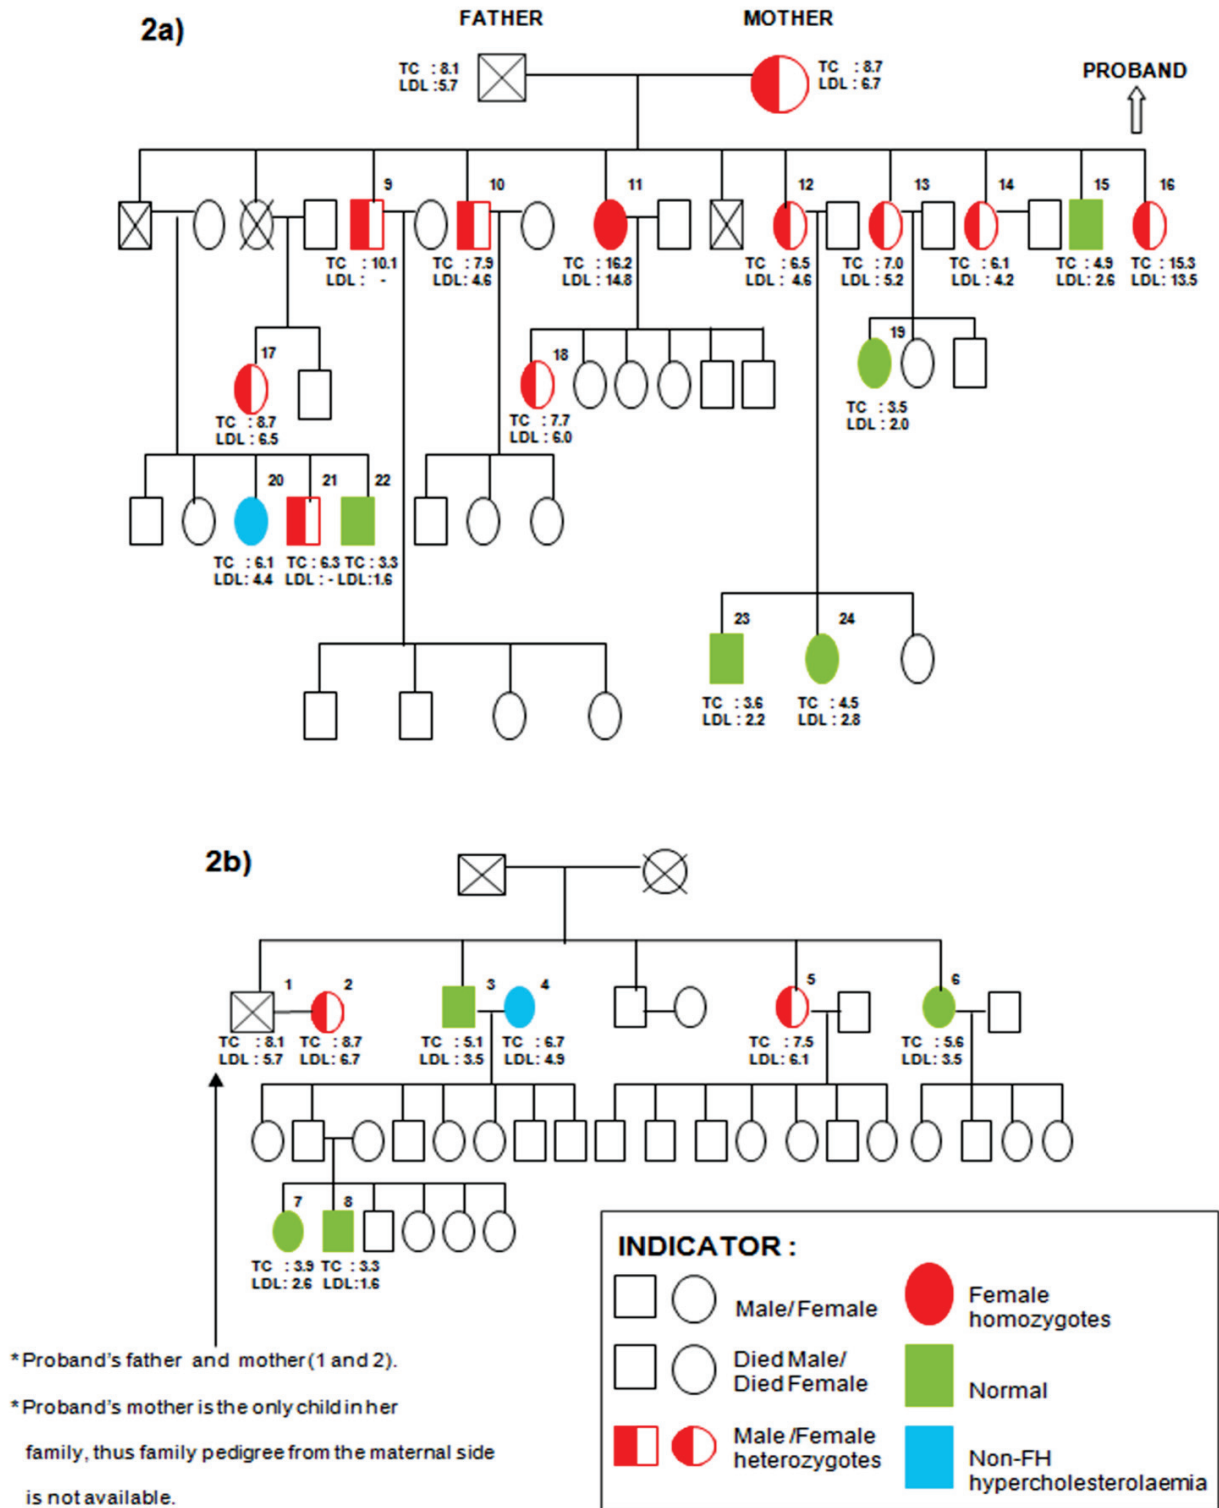 2a)
FATHER
MOTHER
TC : 8.1
LDL :5.7
TC : 8.7
LDL : 6.7
PROBAND
9
10
11
12
13
14
15
16
TC : 10.1
LDL : -
TC : 7.9
LDL : 4.6
TC : 16.2
LDL : 14.8
TC : 6.5
LDL : 4.6
TC : 7.0
LDL : 5.2
TC : 6.1
LDL : 4.2
TC : 4.9
LDL : 2.6
TC : 15.3
LDL : 13.5
17
18
19
TC : 8.7
LDL : 6.5
TC : 7.7
LDL : 6.0
TC : 3.5
LDL : 2.0
20
21
22
TC : 6.1
LDL : 4.4
TC : 6.3
LDL : -
TC : 3.3
LDL:1.6
23
24
TC : 3.6
LDL : 2.2
TC : 4.5
LDL : 2.8
2b)
1
2
3
4
5
6
TC : 8.1
LDL : 5.7
TC : 8.7
LDL : 6.7
TC : 5.1
LDL : 3.5
TC : 6.7
LDL : 4.9
TC : 7.5
LDL : 6.1
TC : 5.6
LDL : 3.5
7
8
TC : 3.9
LDL : 2.6
TC : 3.3
LDL:1.6
*Proband's father and mother (1 and 2).
*Proband's mother is the only child in her
family, thus family pedigree from the maternal side
is not available.
INDICATOR :
Male/ Female
Died Male/
Died Female
Male /Female
heterozygotes
Female
homozygotes
Normal
Non-FH
hypercholesterolaemia